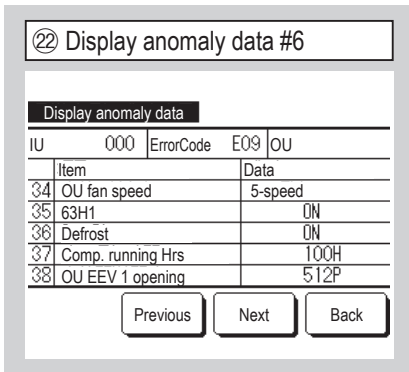 ㉒ Display anomaly data #6
Display anomaly data
IU 000 ErrorCode E09 OU
Item Data
34 OU fan speed 5-speed
35 63H1 ON
36 Defrost ON
37 Comp. running Hrs 100H
38 OU EEV 1 opening 512P
Previous Next Back